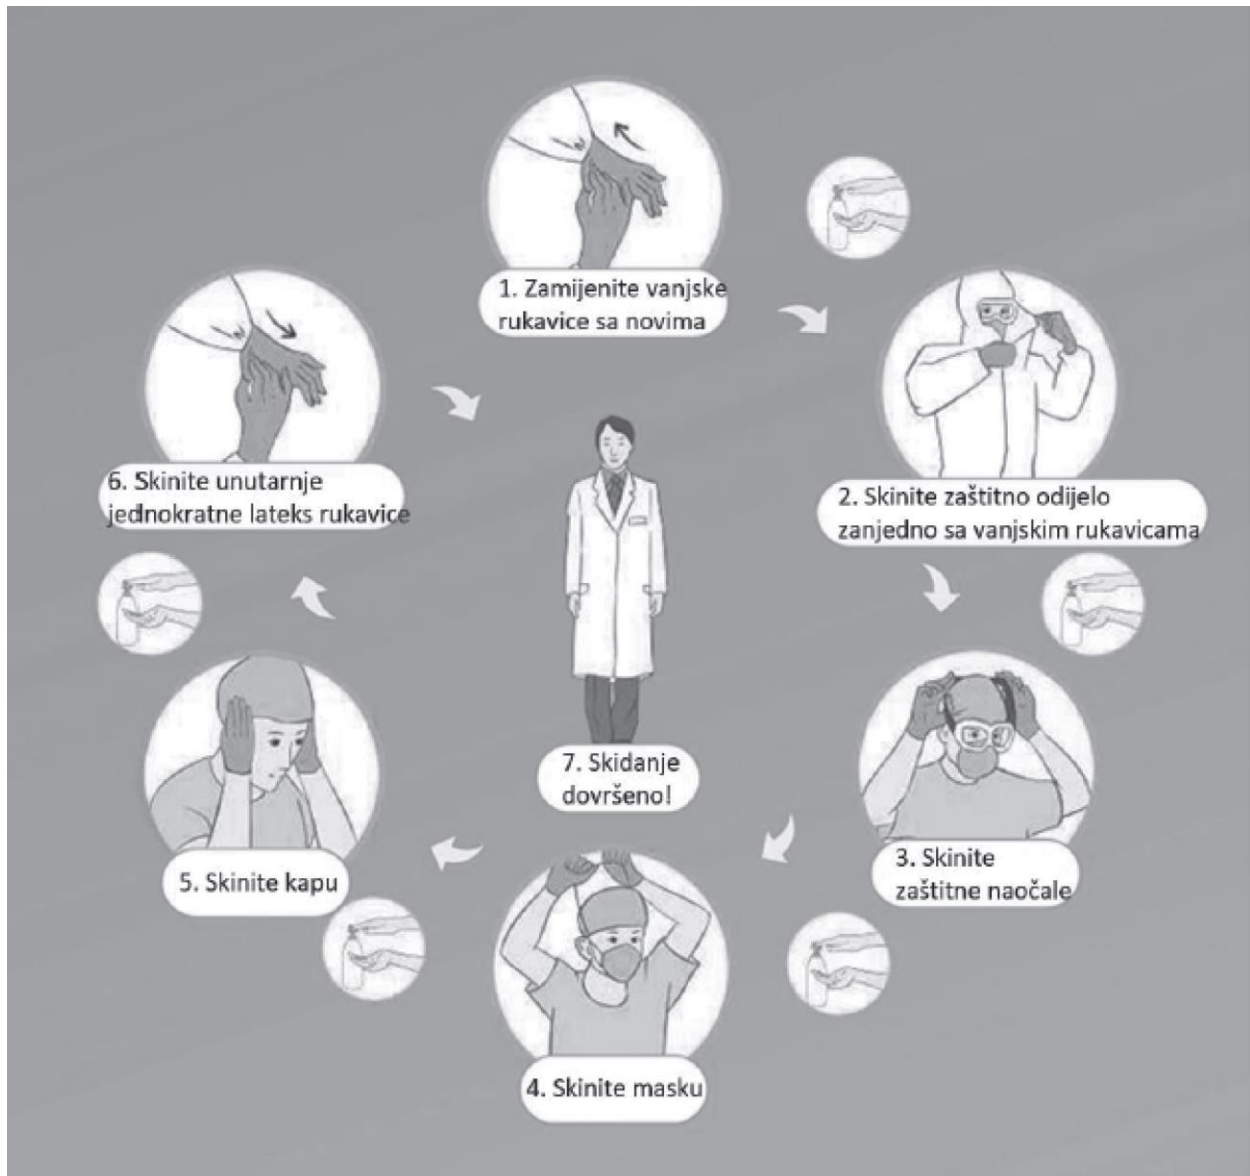 1. Zamijenite vanjske
rukavice sa novima
2. Skinite zaštitno odijelo
zanjedno sa vanjskim rukavicama
3. Skinite
zaštitne naočale
4. Skinite masku
5. Skinite kapu
6. Skinite unutarnje
jednokratne lateks rukavice
7. Skidanje
dovršeno!